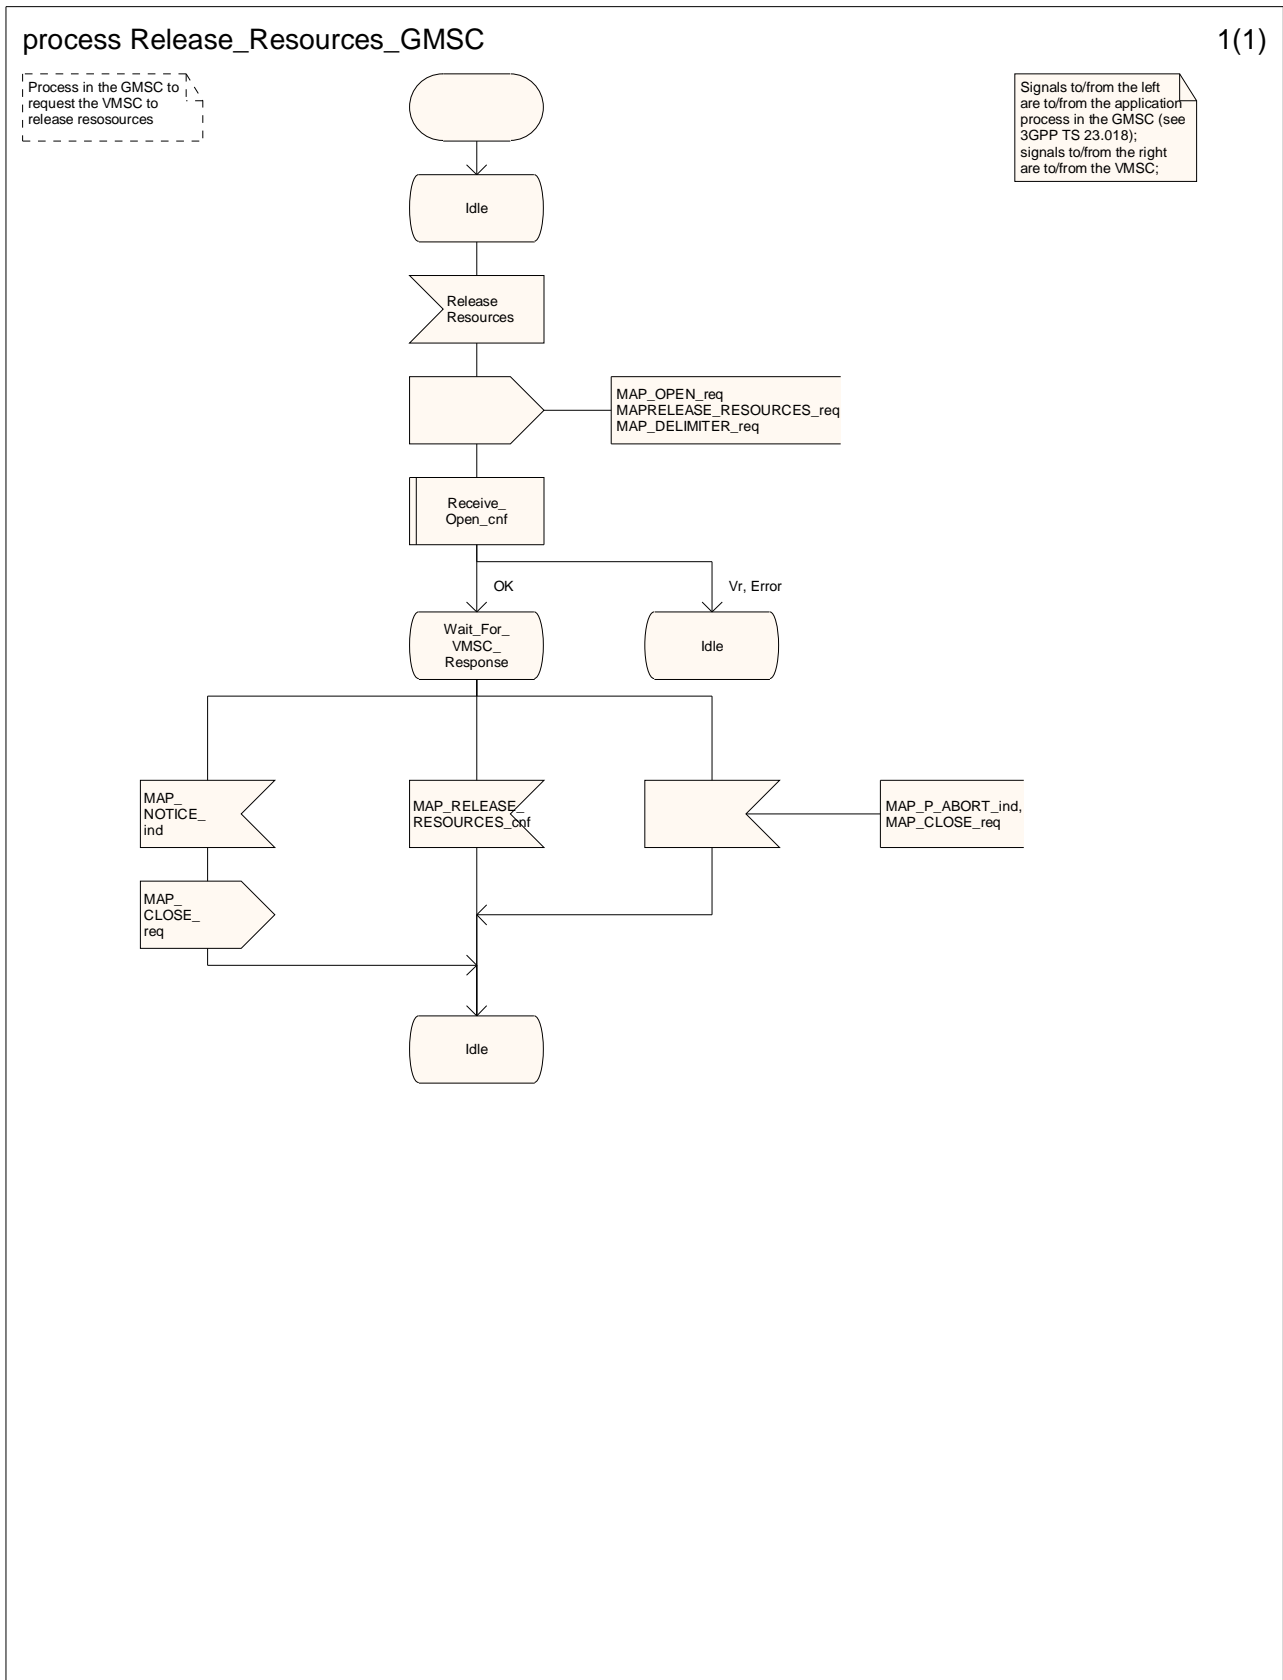 process Release_Resources_GMSC
1(1)
Process in the GMSC to
request the VMSC to
release resosources
Signals to/from the left
are to/from the application
process in the GMSC (see
3GPP TS 23.018);
signals to/from the right
are to/from the VMSC;
Idle
Release
Resources
MAP_OPEN_req
MAPRELEASE_RESOURCES_req
MAP_DELIMITER_req
Receive_
Open_cnf
OK
Vr, Error
Wait_For_
VMSC_
Response
Idle
MAP_
NOTICE_
ind
MAP_RELEASE_
RESOURCES_cnf
MAP_P_ABORT_ind,
MAP_CLOSE_req
MAP_
CLOSE_
req
Idle